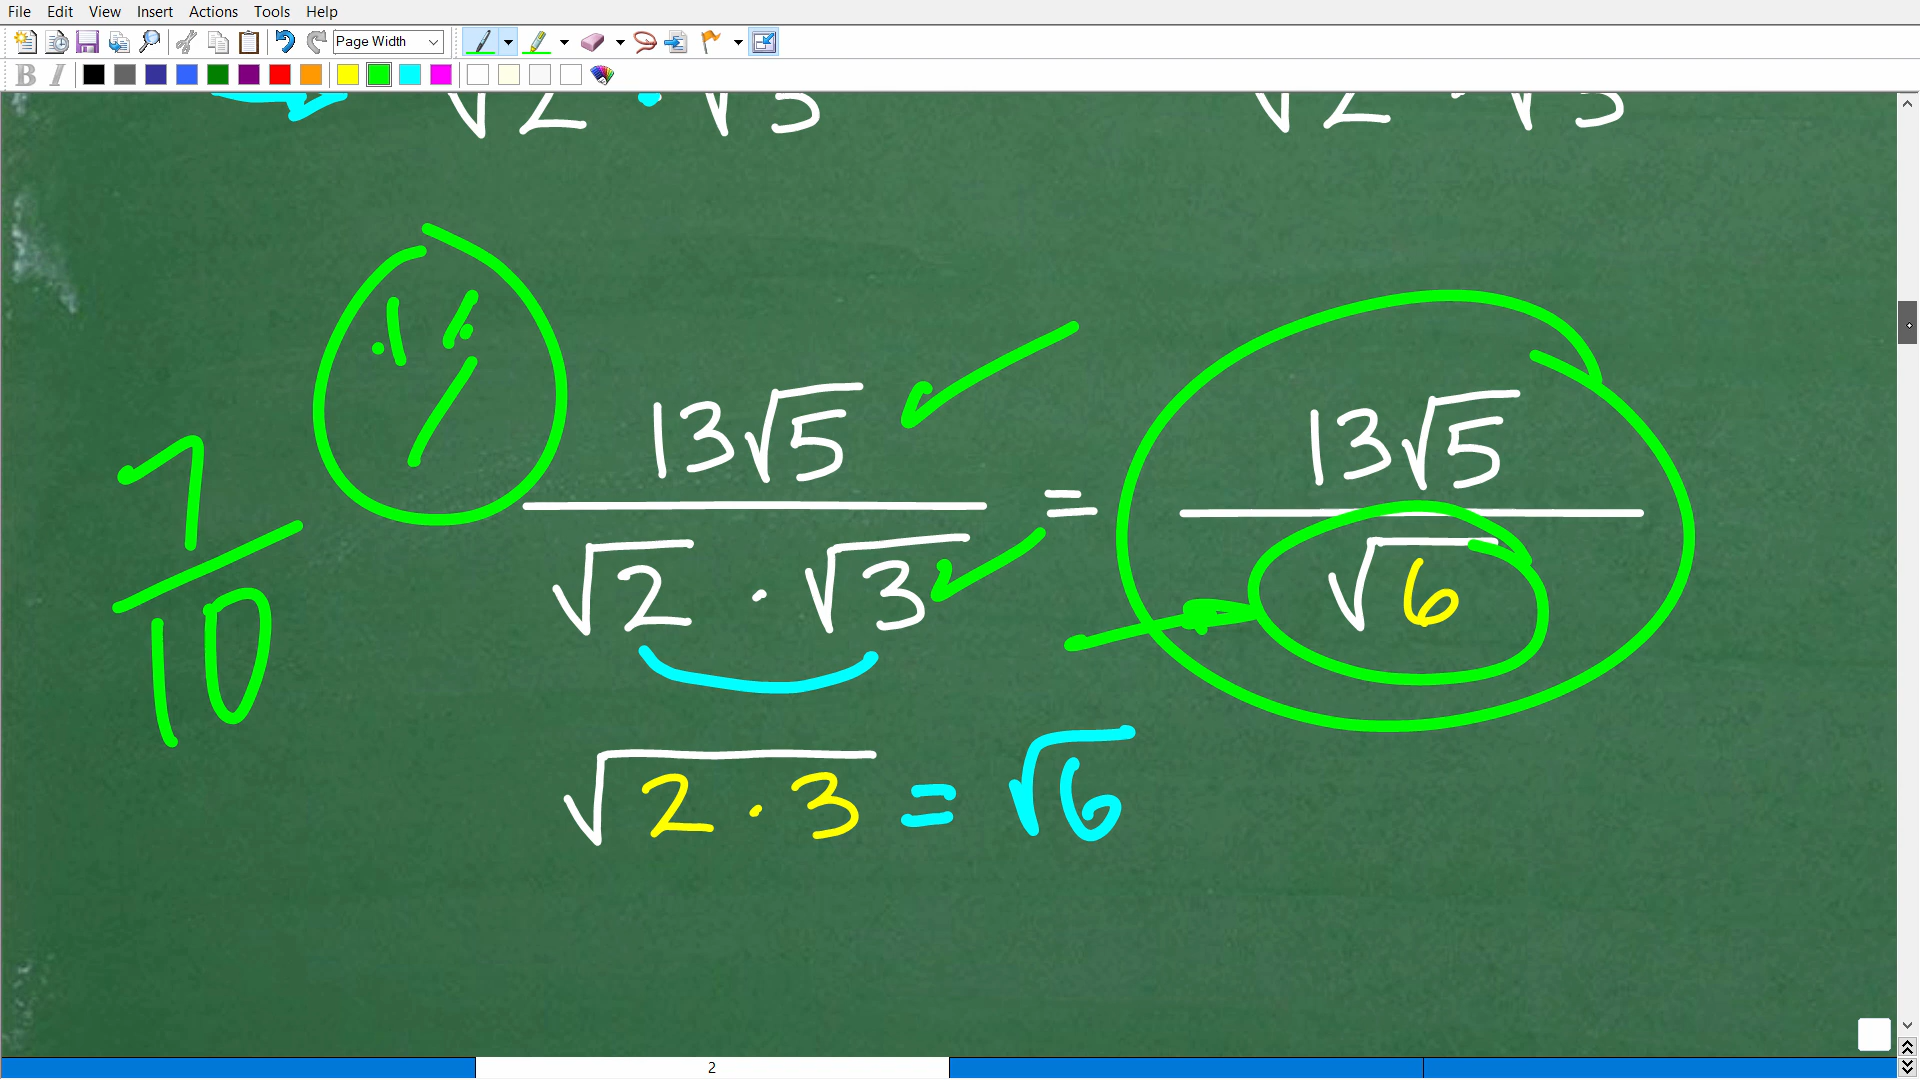 File Edit View Insert Actions Tools Help
Page Width
B I
√2 · √3 √2 · √3
7/10
13√5 / √2 · √3 = 13√5 / √6
√2 · 3 = √6
2